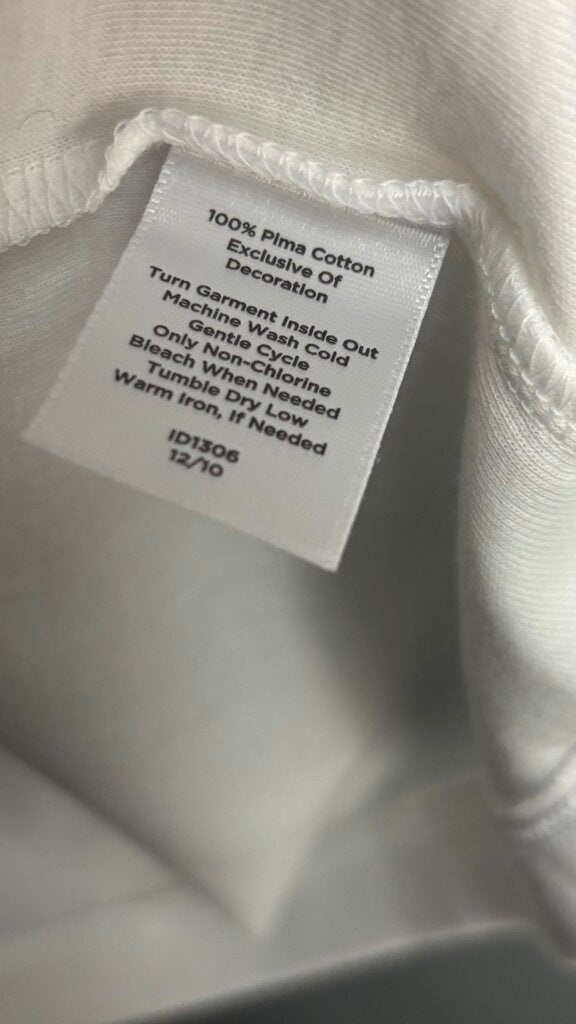 100% Pima Cotton
Exclusive Of
Decoration
Turn Garment Inside Out
Machine Wash Cold
Gentle Cycle
Only Non-Chlorine
Bleach When Needed
Tumble Dry Low
Warm Iron, If Needed
ID1306
12/10